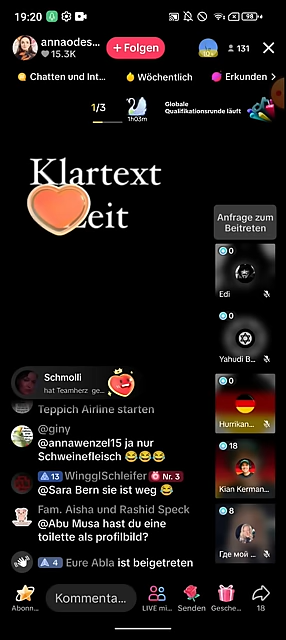 19:20
98
annaodes...
15.3K
+ Folgen
10
131
Chatten und Int...
Wöchentlich
Erkunden
1/3
1h03m
Globale
Qualifikationsrunde läuft
Klartext
Zeit
Anfrage zum
Beitreten
0
Edi
0
Yahudi B...
0
Hurrikan...
18
Kian Kerman...
8
Где мой ...
Schmolli
hat Teamherz ge...
Teppich Airline starten
@giny
@annawenzel15 ja nur
Schweinefleisch 😂😂😂
13 WingglSchleifer Nr. 3
@Sara Bern sie ist weg 😂
Fam. Aisha und Rashid Speck
@Abu Musa hast du eine
toilette als profilbild?
4 Eure Abla ist beigetreten
Abonn...
Kommenta...
LIVE mi...
Senden
Gesche...
18